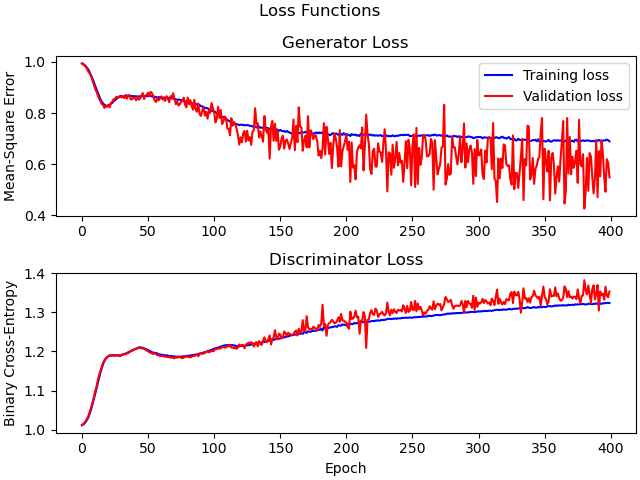 Loss Functions
Generator Loss
Mean-Square Error
1.0
0.8
0.6
0.4
Training loss
Validation loss
0 50 100 150 200 250 300 350 400
Discriminator Loss
Binary Cross-Entropy
1.4
1.3
1.2
1.1
1.0
0 50 100 150 200 250 300 350 400
Epoch